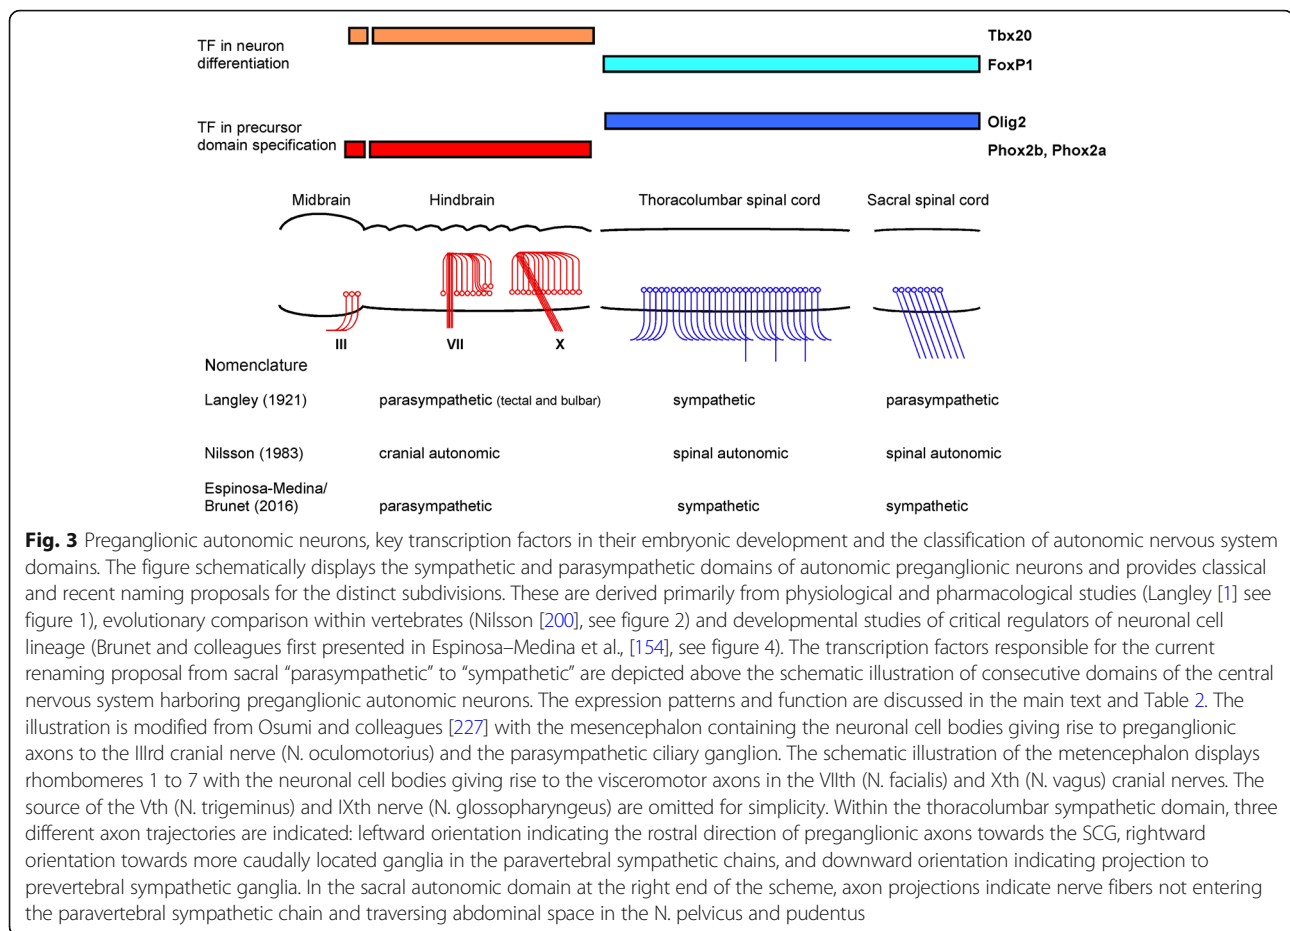 TF in neuron
differentiation
Tbx20
FoxP1
TF in precursor
domain specification
Olig2
Phox2b, Phox2a
Midbrain Hindbrain Thoracolumbar spinal cord Sacral spinal cord
III VII X
Nomenclature
Langley (1921) parasympathetic (tectal and bulbar) sympathetic parasympathetic
Nilsson (1983) cranial autonomic spinal autonomic spinal autonomic
Espinosa-Medina/
Brunet (2016) parasympathetic sympathetic sympathetic
Fig. 3 Preganglionic autonomic neurons, key transcription factors in their embryonic development and the classification of autonomic nervous system
domains. The figure schematically displays the sympathetic and parasympathetic domains of autonomic preganglionic neurons and provides classical
and recent naming proposals for the distinct subdivisions. These are derived primarily from physiological and pharmacological studies (Langley [1] see
figure 1), evolutionary comparison within vertebrates (Nilsson [200], see figure 2) and developmental studies of critical regulators of neuronal cell
lineage (Brunet and colleagues first presented in Espinosa–Medina et al., [154], see figure 4). The transcription factors responsible for the current
renaming proposal from sacral “parasympathetic” to “sympathetic” are depicted above the schematic illustration of consecutive domains of the central
nervous system harboring preganglionic autonomic neurons. The expression patterns and function are discussed in the main text and Table 2. The
illustration is modified from Osumi and colleagues [227] with the mesencephalon containing the neuronal cell bodies giving rise to preganglionic
axons to the IIIrd cranial nerve (N. oculomotorius) and the parasympathetic ciliary ganglion. The schematic illustration of the metencephalon displays
rhombomeres 1 to 7 with the neuronal cell bodies giving rise to the visceromotor axons in the VIIth (N. facialis) and Xth (N. vagus) cranial nerves. The
source of the Vth (N. trigeminus) and IXth nerve (N. glossopharyngeus) are omitted for simplicity. Within the thoracolumbar sympathetic domain, three
different axon trajectories are indicated: leftward orientation indicating the rostral direction of preganglionic axons towards the SCG, rightward
orientation towards more caudally located ganglia in the paravertebral sympathetic chains, and downward orientation indicating projection to
prevertebral sympathetic ganglia. In the sacral autonomic domain at the right end of the scheme, axon projections indicate nerve fibers not entering
the paravertebral sympathetic chain and traversing abdominal space in the N. pelvicus and pudentus